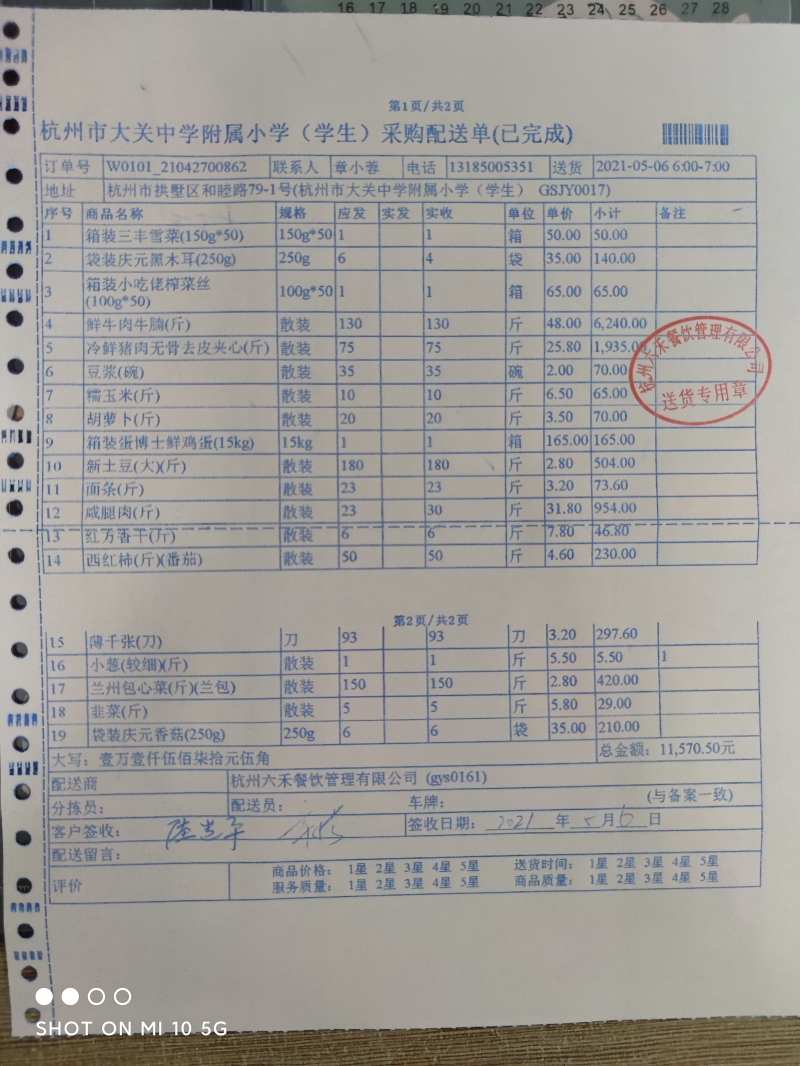 16 17 18 19 20 21 22 23 24 25 26 27 28
第1页/共2页
杭州市大关中学附属小学（学生）采购配送单(已完成)
订单号 W0101_21042700862 联系人 章小蓉 电话 13185005351 送货 2021-05-06 6:00-7:00
地址 杭州市拱墅区和睦路79-1号(杭州市大关中学附属小学（学生） GSJY0017)
序号 商品名称 规格 应发 实发 实收 单位 单价 小计 备注
1 箱装三丰雪菜(150g*50) 150g*50 1 1 箱 50.00 50.00
2 袋装庆元黑木耳(250g) 250g 6 4 袋 35.00 140.00
3 箱装小吃佬榨菜丝 100g*50 1 1 箱 65.00 65.00
(100g*50)
4 鲜牛肉牛腩(斤) 散装 130 130 斤 48.00 6,240.00
5 冷鲜猪肉无骨去皮夹心(斤) 散装 75 75 斤 25.80 1,935.00
6 豆浆(碗) 散装 35 35 碗 2.00 70.00
7 糯玉米(斤) 散装 10 10 斤 6.50 65.00
8 胡萝卜(斤) 散装 20 20 斤 3.50 70.00
9 箱装蛋博士鲜鸡蛋(15kg) 15kg 1 1 箱 165.00 165.00
10 新土豆(大)(斤) 散装 180 180 斤 2.80 504.00
11 面条(斤) 散装 23 23 斤 3.20 73.60
12 咸腿肉(斤) 散装 23 30 斤 31.80 954.00
13 红方香干(斤) 散装 6 6 斤 7.80 46.80
14 西红柿(斤)(番茄) 散装 50 50 斤 4.60 230.00
杭州六禾餐饮管理有限公司
送货专用章
第2页/共2页
15 薄千张(刀) 刀 93 93 刀 3.20 297.60
16 小葱(较细)(斤) 散装 1 1 斤 5.50 5.50 1
17 兰州包心菜(斤)(兰包) 散装 150 150 斤 2.80 420.00
18 韭菜(斤) 散装 5 5 斤 5.80 29.00
19 袋装庆元香菇(250g) 250g 6 6 袋 35.00 210.00
大写：壹万壹仟伍佰柒拾元伍角 总金额：11,570.50元
配送商 杭州六禾餐饮管理有限公司 (gys0161)
分拣员： 配送员： 车牌： (与备案一致)
客户签收： 签收日期： 2021 年 5 月 6 日
配送留言：
评价 商品价格： 1星 2星 3星 4星 5星 送货时间： 1星 2星 3星 4星 5星
服务质量： 1星 2星 3星 4星 5星 商品质量： 1星 2星 3星 4星 5星
SHOT ON MI 10 5G